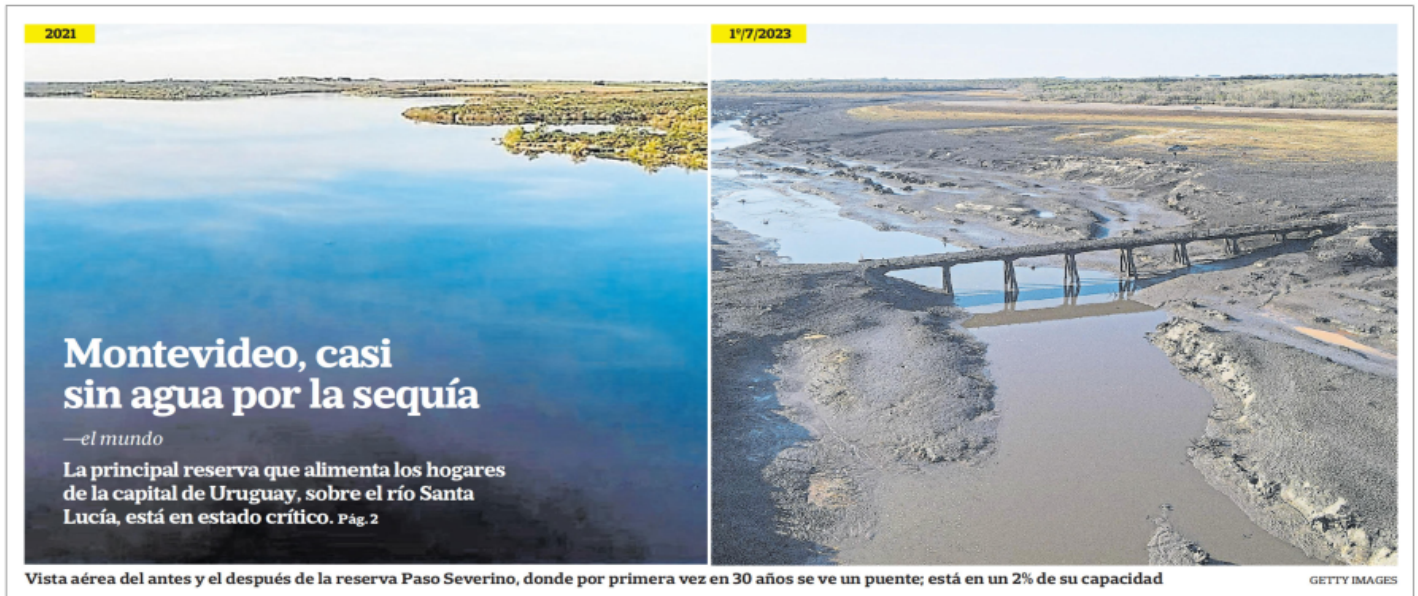 2021
1º/7/2023
Montevideo, casi
sin agua por la sequía
—el mundo
La principal reserva que alimenta los hogares
de la capital de Uruguay, sobre el río Santa
Lucía, está en estado crítico. Pág. 2
Vista aérea del antes y el después de la reserva Paso Severino, donde por primera vez en 30 años se ve un puente; está en un 2% de su capacidad
GETTY IMAGES